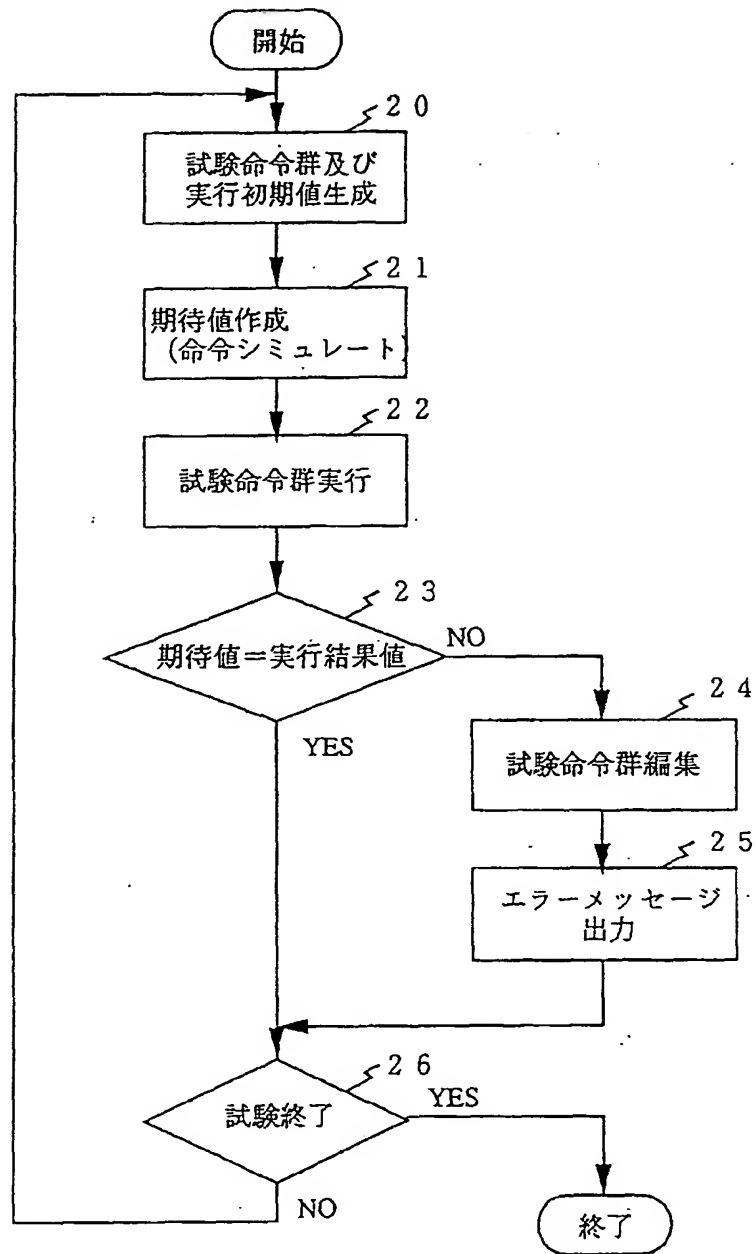 開始
20
試験命令群及び
実行初期値生成
21
期待値作成
(命令シミュレート)
22
試験命令群実行
23
期待値=実行結果値
NO
YES
24
試験命令群編集
25
エラーメッセージ
出力
26
試験終了
YES
NO
終了